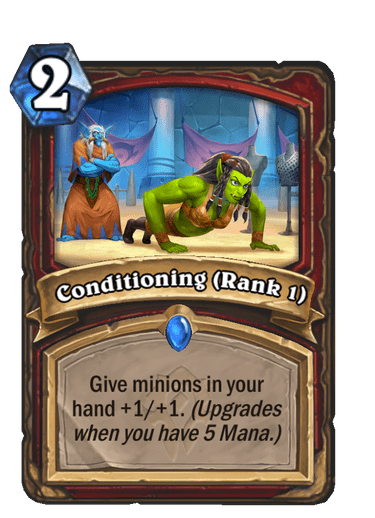 2
Conditioning (Rank 1)
Give minions in your
hand +1/+1. (Upgrades
when you have 5 Mana.)